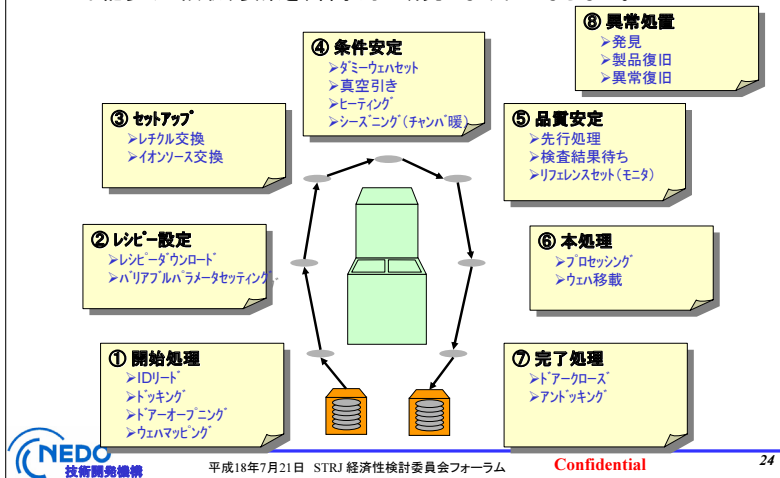 ⑧ 異常処置
➢発見
➢製品復旧
➢異常復旧
④ 条件安定
➢ダミーウェハセット
➢真空引き
➢ヒーティング
➢シーズニング(チャンバ暖)
③ セットアップ
➢レチクル交換
➢イオンソース交換
⑤ 品質安定
➢先行処理
➢検査結果待ち
➢リファレンスセット(モニタ)
② レシピー設定
➢レシピーダウンロード
➢バリアブルパラメータセッティング
⑥ 本処理
➢プロセッシング
➢ウェハ移載
① 開始処理
➢IDリード
➢ドッキング
➢ドアーオープニング
➢ウェハマッピング
⑦ 完了処理
➢ドアークローズ
➢アンドッキング
NEDO
技術開発機構
平成18年7月21日 STRJ 経済性検討委員会フォーラム
Confidential
24